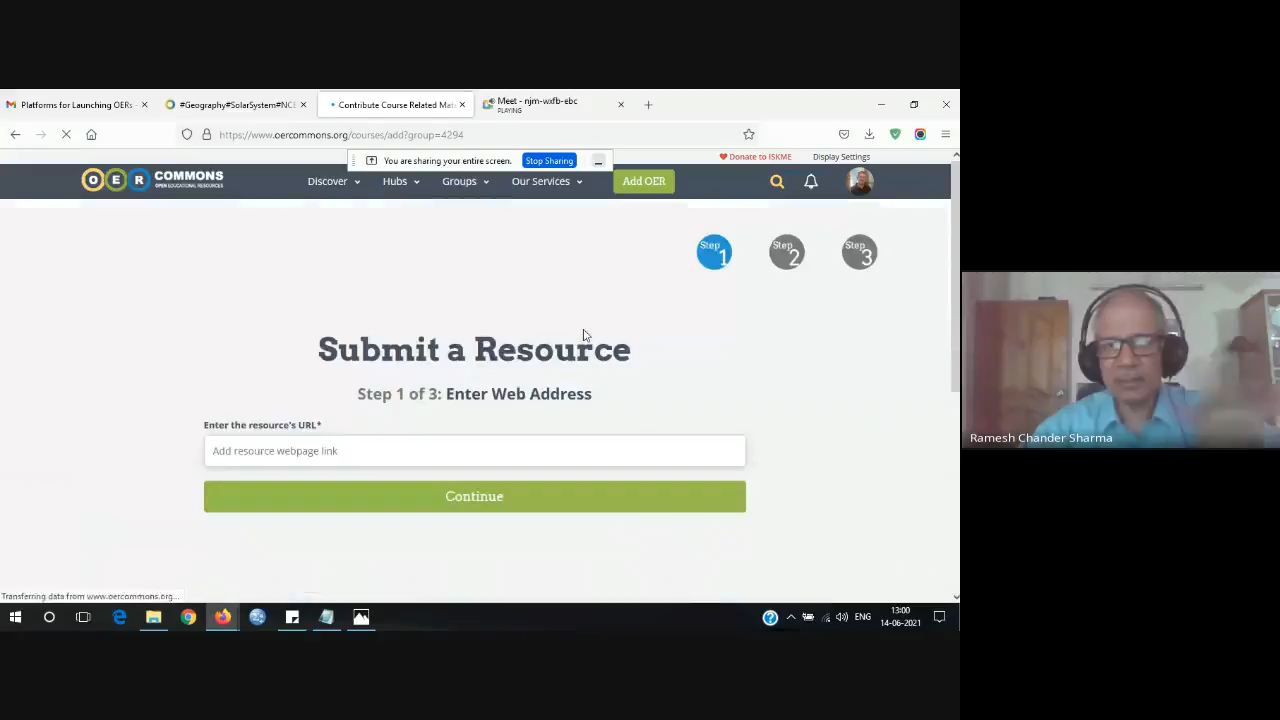 Platforms for Launching OERs -
#Geography#SolarSystem#NCE
Contribute Course Related Mat
Meet - njm-wxfb-ebc
PLAYING
https://www.oercommons.org/courses/add?group=4294
You are sharing your entire screen.
Stop Sharing
Donate to ISKME
Display Settings
OER COMMONS
OPEN EDUCATIONAL RESOURCES
Discover
Hubs
Groups
Our Services
Add OER
Step 1
Step 2
Step 3
Submit a Resource
Step 1 of 3: Enter Web Address
Enter the resource's URL*
Add resource webpage link
Continue
Ramesh Chander Sharma
Transferring data from www.oercommons.org...
ENG
13:00
14-06-2021